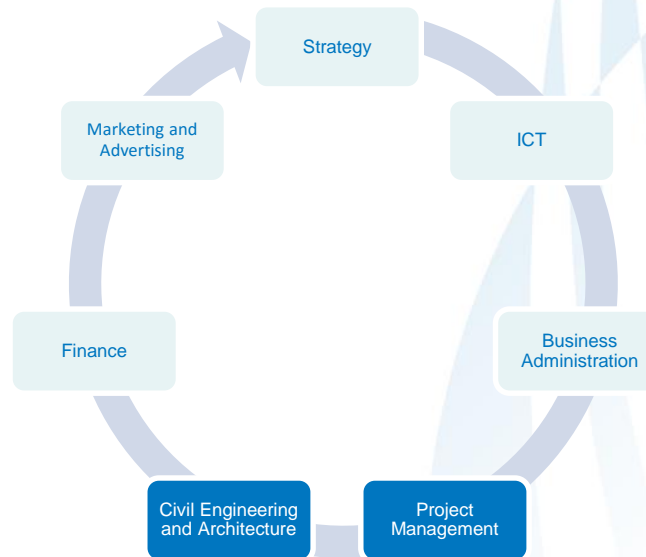 Strategy
ICT
Business
Administration
Project
Management
Civil Engineering
and Architecture
Finance
Marketing and
Advertising